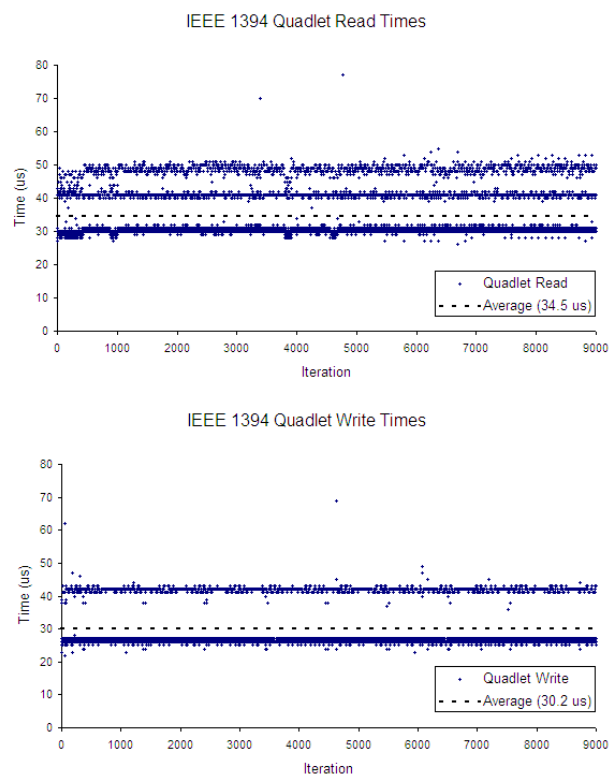 IEEE 1394 Quadlet Read Times
80
70
60
50
40
30
20
10
0
Time (us)
Quadlet Read
Average (34.5 us)
0 1000 2000 3000 4000 5000 6000 7000 8000 9000
Iteration
IEEE 1394 Quadlet Write Times
80
70
60
50
40
30
20
10
0
Time (us)
Quadlet Write
Average (30.2 us)
0 1000 2000 3000 4000 5000 6000 7000 8000 9000
Iteration